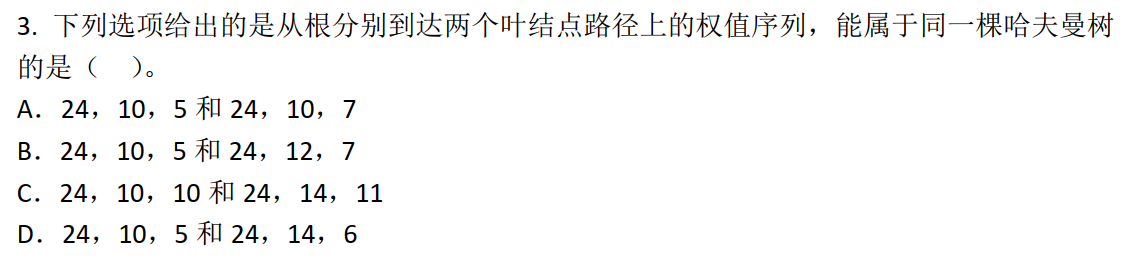 3. 下列选项给出的是从根分别到达两个叶结点路径上的权值序列，能属于同一棵哈夫曼树
的是（ ）。
A. 24，10，5 和 24，10，7
B. 24，10，5 和 24，12，7
C. 24，10，10 和 24，14，11
D. 24，10，5 和 24，14，6